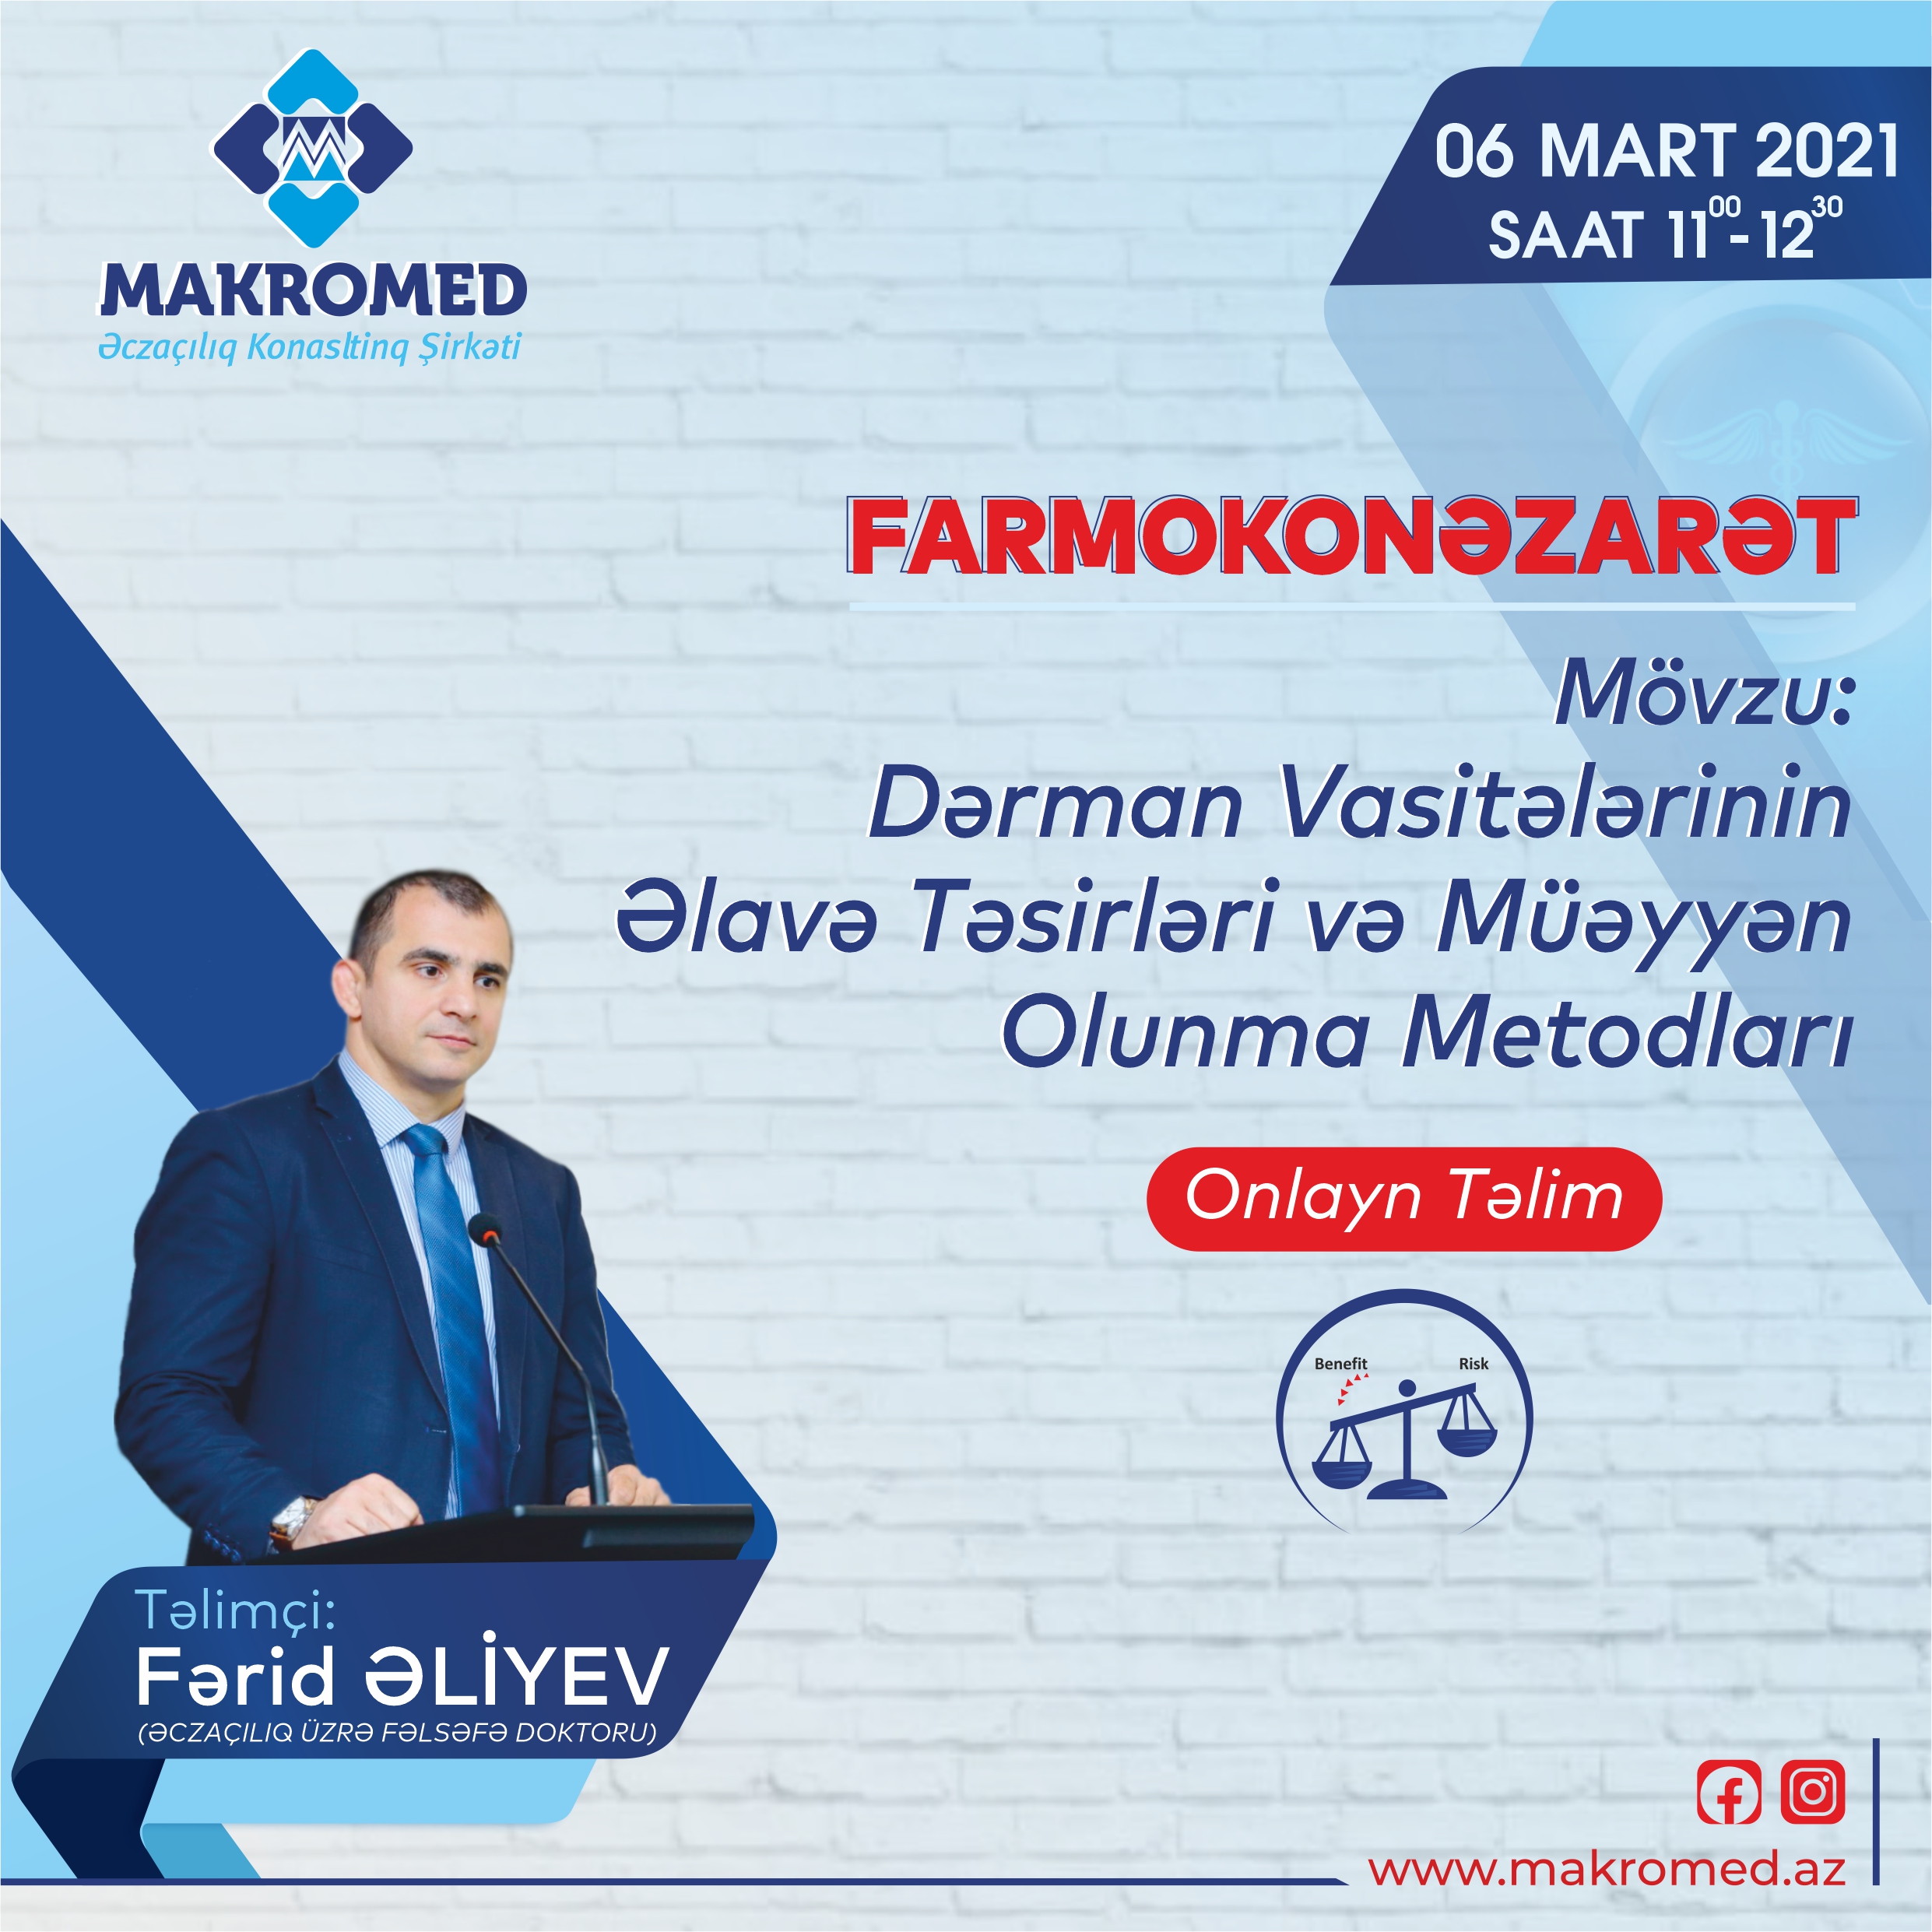 MAKROMED
Əczaçılıq Konasltinq Şirkəti
06 MART 2021
SAAT 11⁰⁰-12³⁰
FARMOKONƏZARƏT
Mövzu:
Dərman Vasitələrinin
Əlavə Təsirləri və Müəyyən
Olunma Metodları
Onlayn Təlim
Benefit Risk
Təlimçi:
Fərid ƏLİYEV
(ƏCZAÇILIQ ÜZRƏ FƏLSƏFƏ DOKTORU)
www.makromed.az